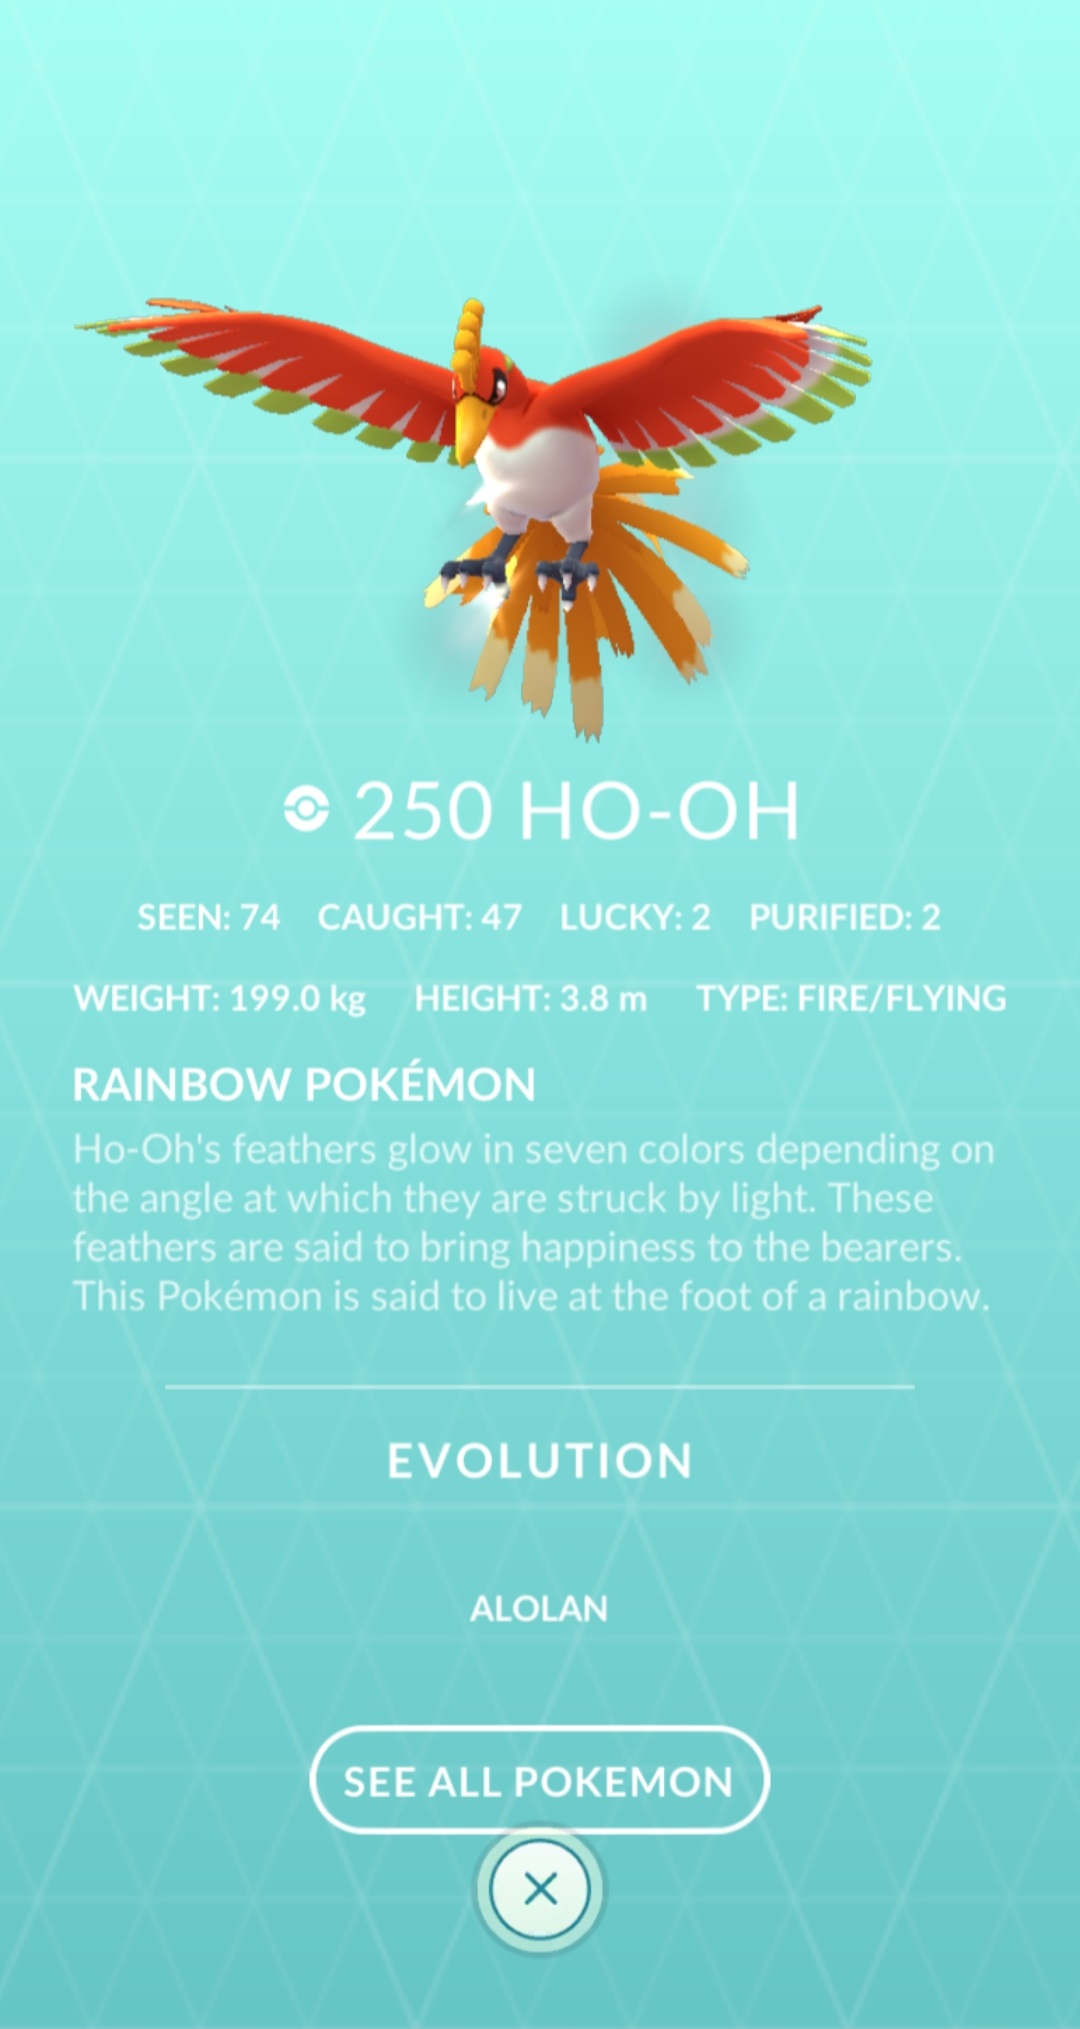 250 HO-OH
SEEN: 74 CAUGHT: 47 LUCKY: 2 PURIFIED: 2
WEIGHT: 199.0 kg HEIGHT: 3.8 m TYPE: FIRE/FLYING
RAINBOW POKÉMON
Ho-Oh's feathers glow in seven colors depending on
the angle at which they are struck by light. These
feathers are said to bring happiness to the bearers.
This Pokémon is said to live at the foot of a rainbow.
EVOLUTION
ALOLAN
SEE ALL POKEMON